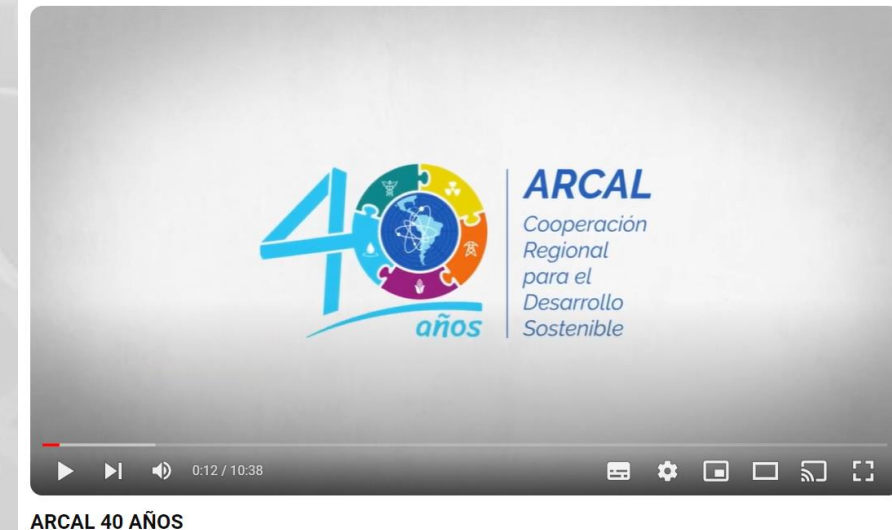 40
años
ARCAL
Cooperación
Regional
para el
Desarrollo
Sostenible
0:12 / 10:38
ARCAL 40 AÑOS